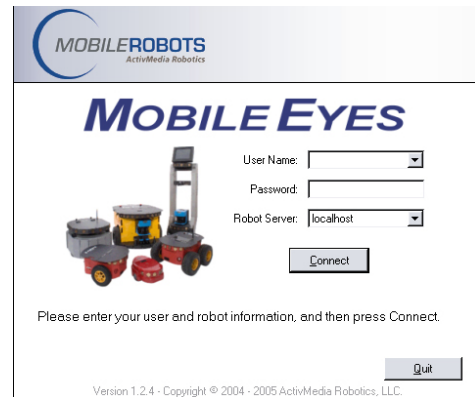 MOBILEROBOTS
ActivMedia Robotics
MOBILE EYES
User Name:
Password:
Robot Server: localhost
Connect
Please enter your user and robot information, and then press Connect.
Quit
Version 1.2.4 - Copyright © 2004 - 2005 ActivMedia Robotics, LLC.